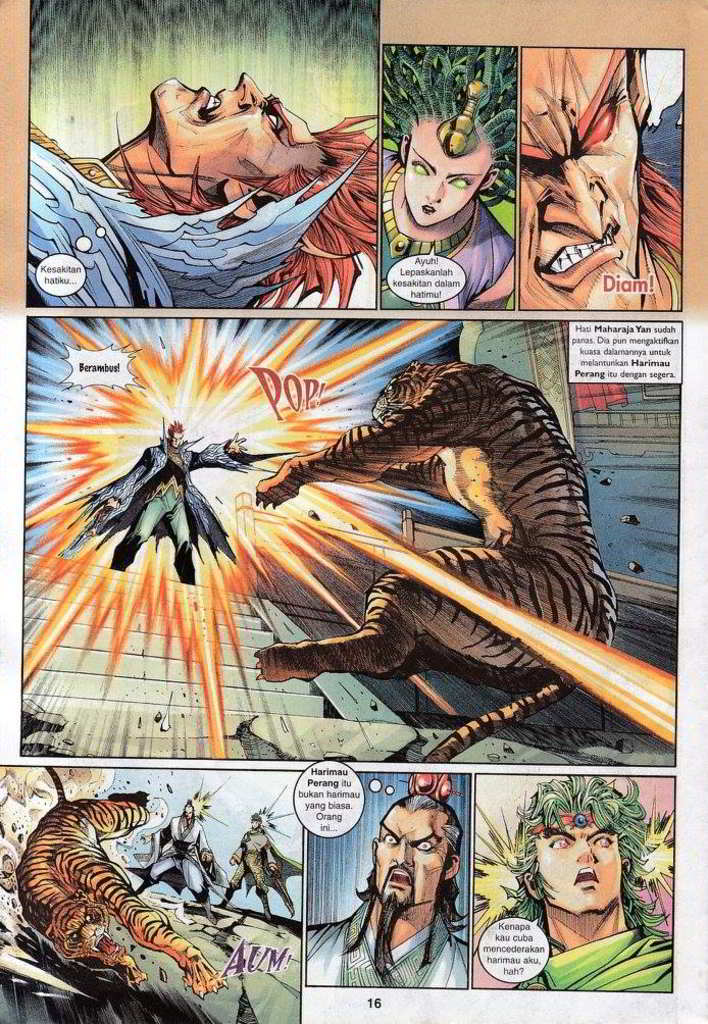 Kesakitan
hatiku...
Ayuh!
Lepaskanlah
kesakitan dalam
hatimu!
Diam!
Berambus!
POP!
Hati Maharaja Yan sudah
panas. Dia pun mengaktifkan
kuasa dalamannya untuk
melantunkan Harimau
Perang itu dengan segera.
AUM!
Harimau
Perang itu
bukan harimau
yang biasa.
Orang
ini...
Kenapa
kau cuba
mencederakan
harimau aku,
hah?
16